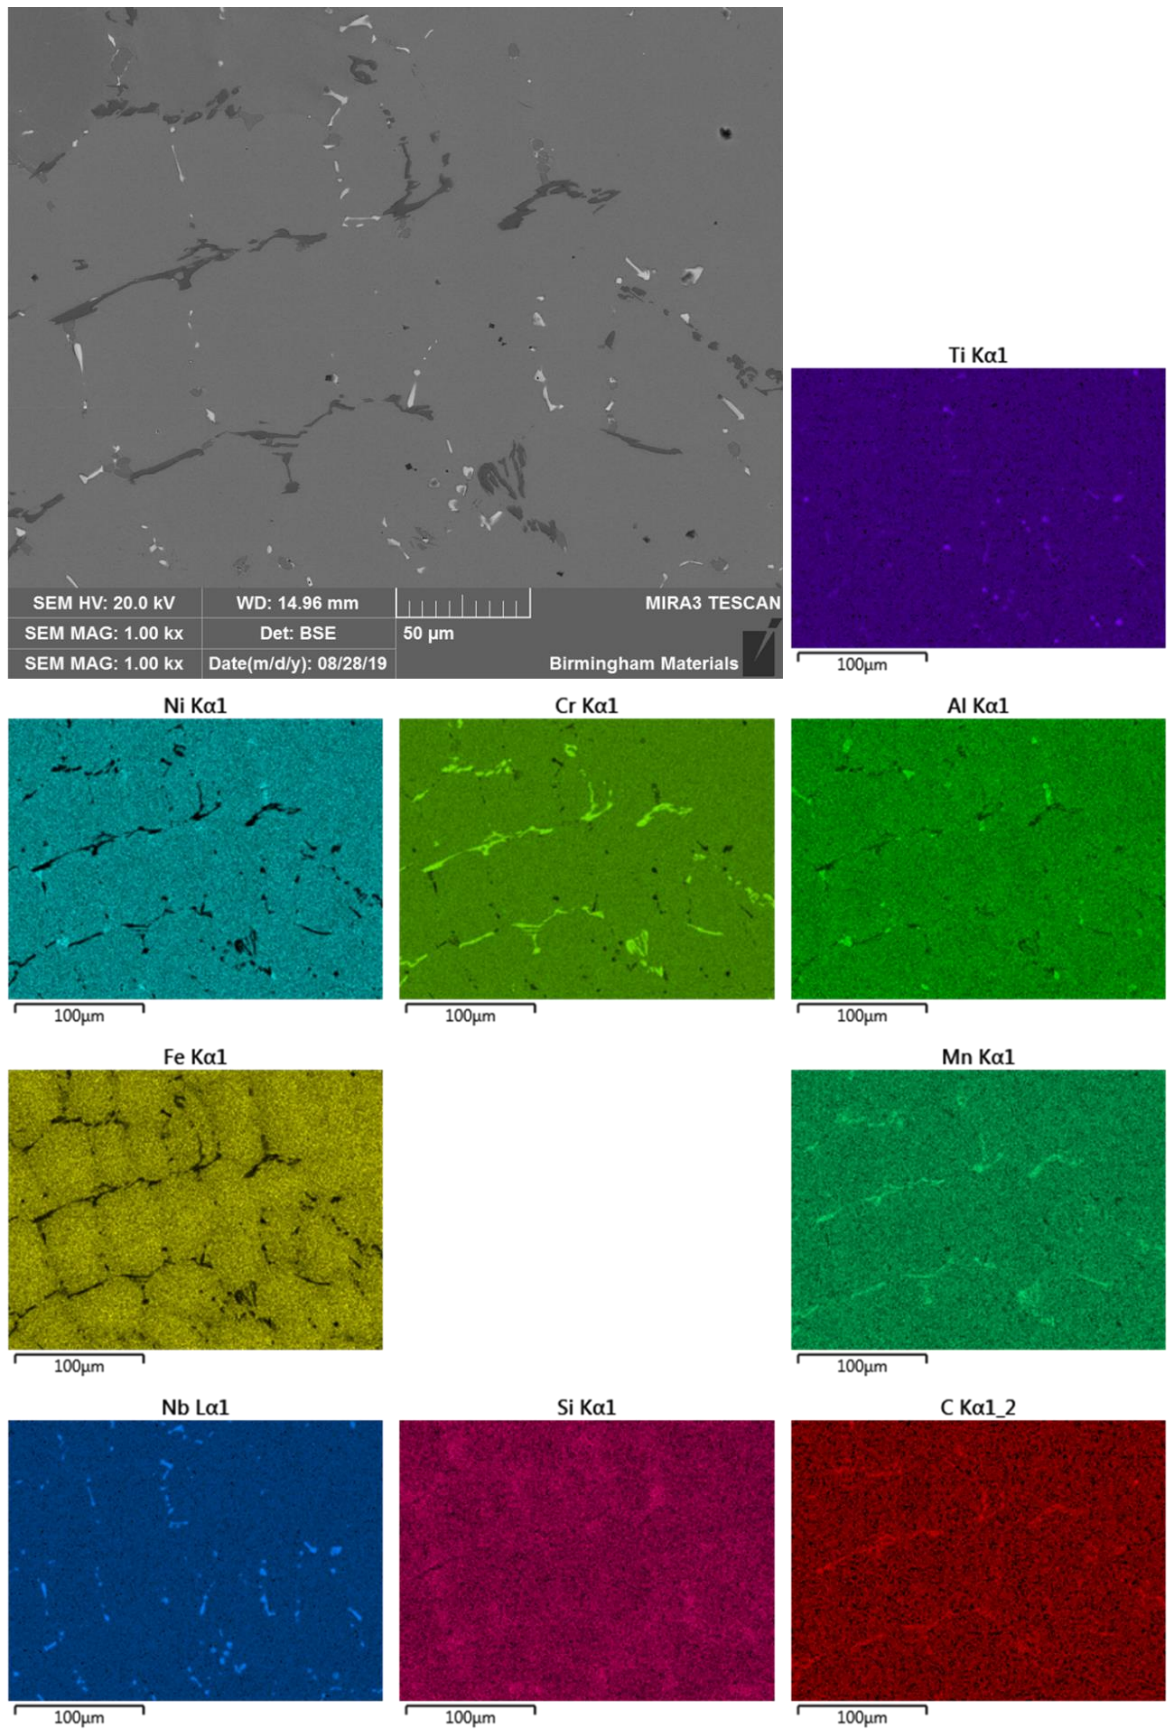 SEM HV: 20.0 kV
WD: 14.96 mm
MIRA3 TESCAN
SEM MAG: 1.00 kx
Det: BSE
50 µm
SEM MAG: 1.00 kx
Date(m/d/y): 08/28/19
Birmingham Materials
Ti Kα1
100µm
Ni Kα1
Cr Kα1
Al Kα1
100µm
100µm
100µm
Fe Kα1
Mn Kα1
100µm
100µm
Nb Lα1
Si Kα1
C Kα1_2
100µm
100µm
100µm